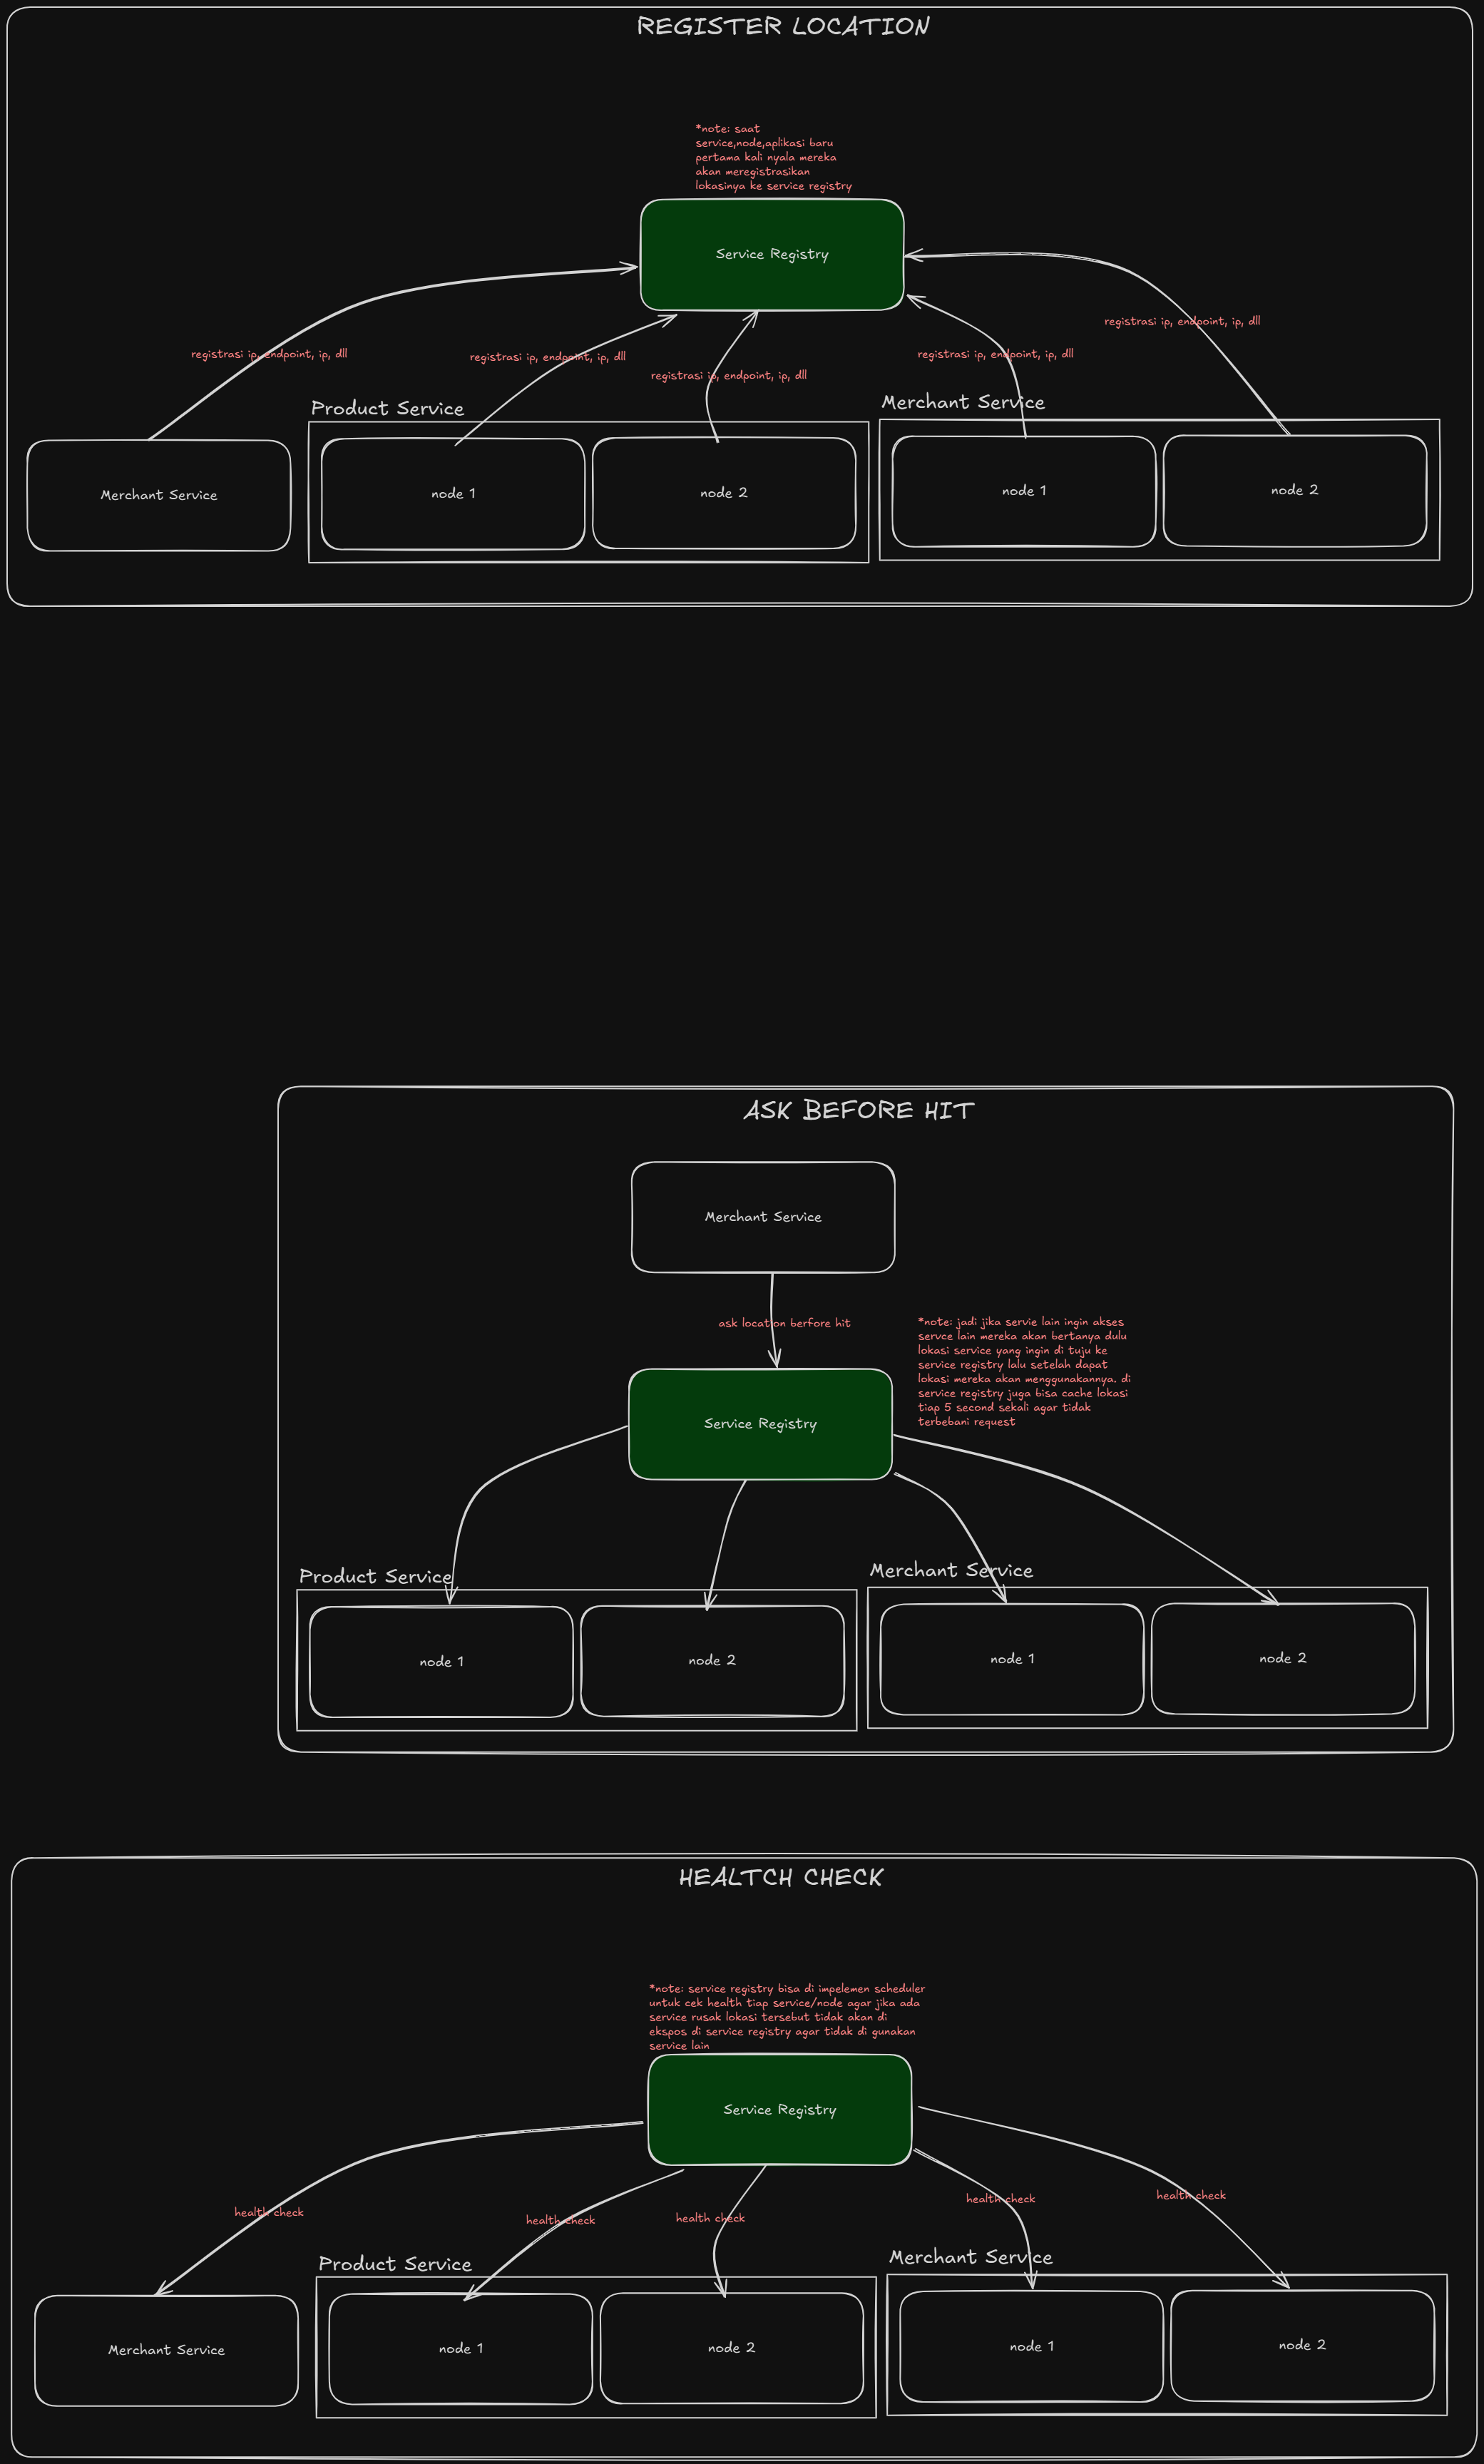 REGISTER LOCATION
*note: saat
service,node,aplikasi baru
pertama kali nyala mereka
akan meregistrasikan
lokasinya ke service registry
Service Registry
registrasi ip, endpoint, ip, dll
registrasi ip, endpoint, ip, dll
registrasi ip, endpoint, ip, dll
registrasi ip, endpoint, ip, dll
registrasi ip, endpoint, ip, dll
Product Service
Merchant Service
Merchant Service
node 1
node 2
node 1
node 2
ASK BEFORE HIT
Merchant Service
ask location berfore hit
*note: jadi jika servie lain ingin akses
servce lain mereka akan bertanya dulu
lokasi service yang ingin di tuju ke
service registry lalu setelah dapat
lokasi mereka akan menggunakannya. di
service registry juga bisa cache lokasi
tiap 5 second sekali agar tidak
terbebani request
Service Registry
Product Service
Merchant Service
node 1
node 2
node 1
node 2
HEALTCH CHECK
*note: service registry bisa di impelemen scheduler
untuk cek health tiap service/node agar jika ada
service rusak lokasi tersebut tidak akan di
ekspos di service registry agar tidak di gunakan
service lain
Service Registry
health check
health check
health check
health check
health check
Product Service
Merchant Service
Merchant Service
node 1
node 2
node 1
node 2